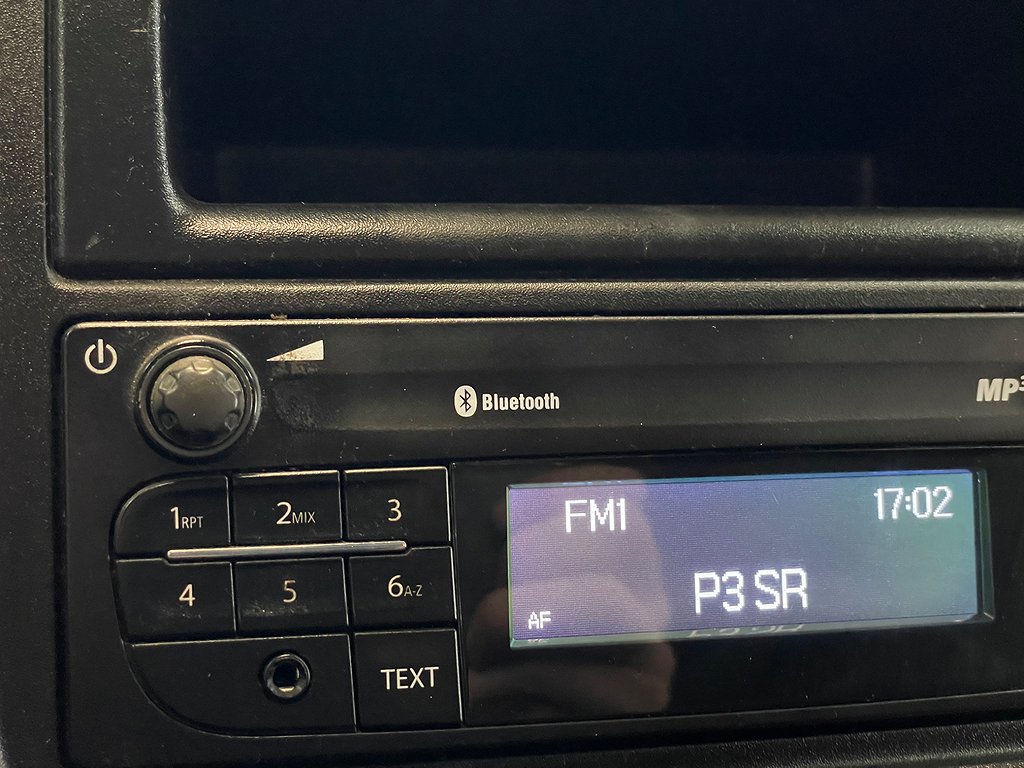 Bluetooth
MP3
1RPT 2MIX 3
4 5 6A-Z
TEXT
FM1 17:02
P3 SR
AF